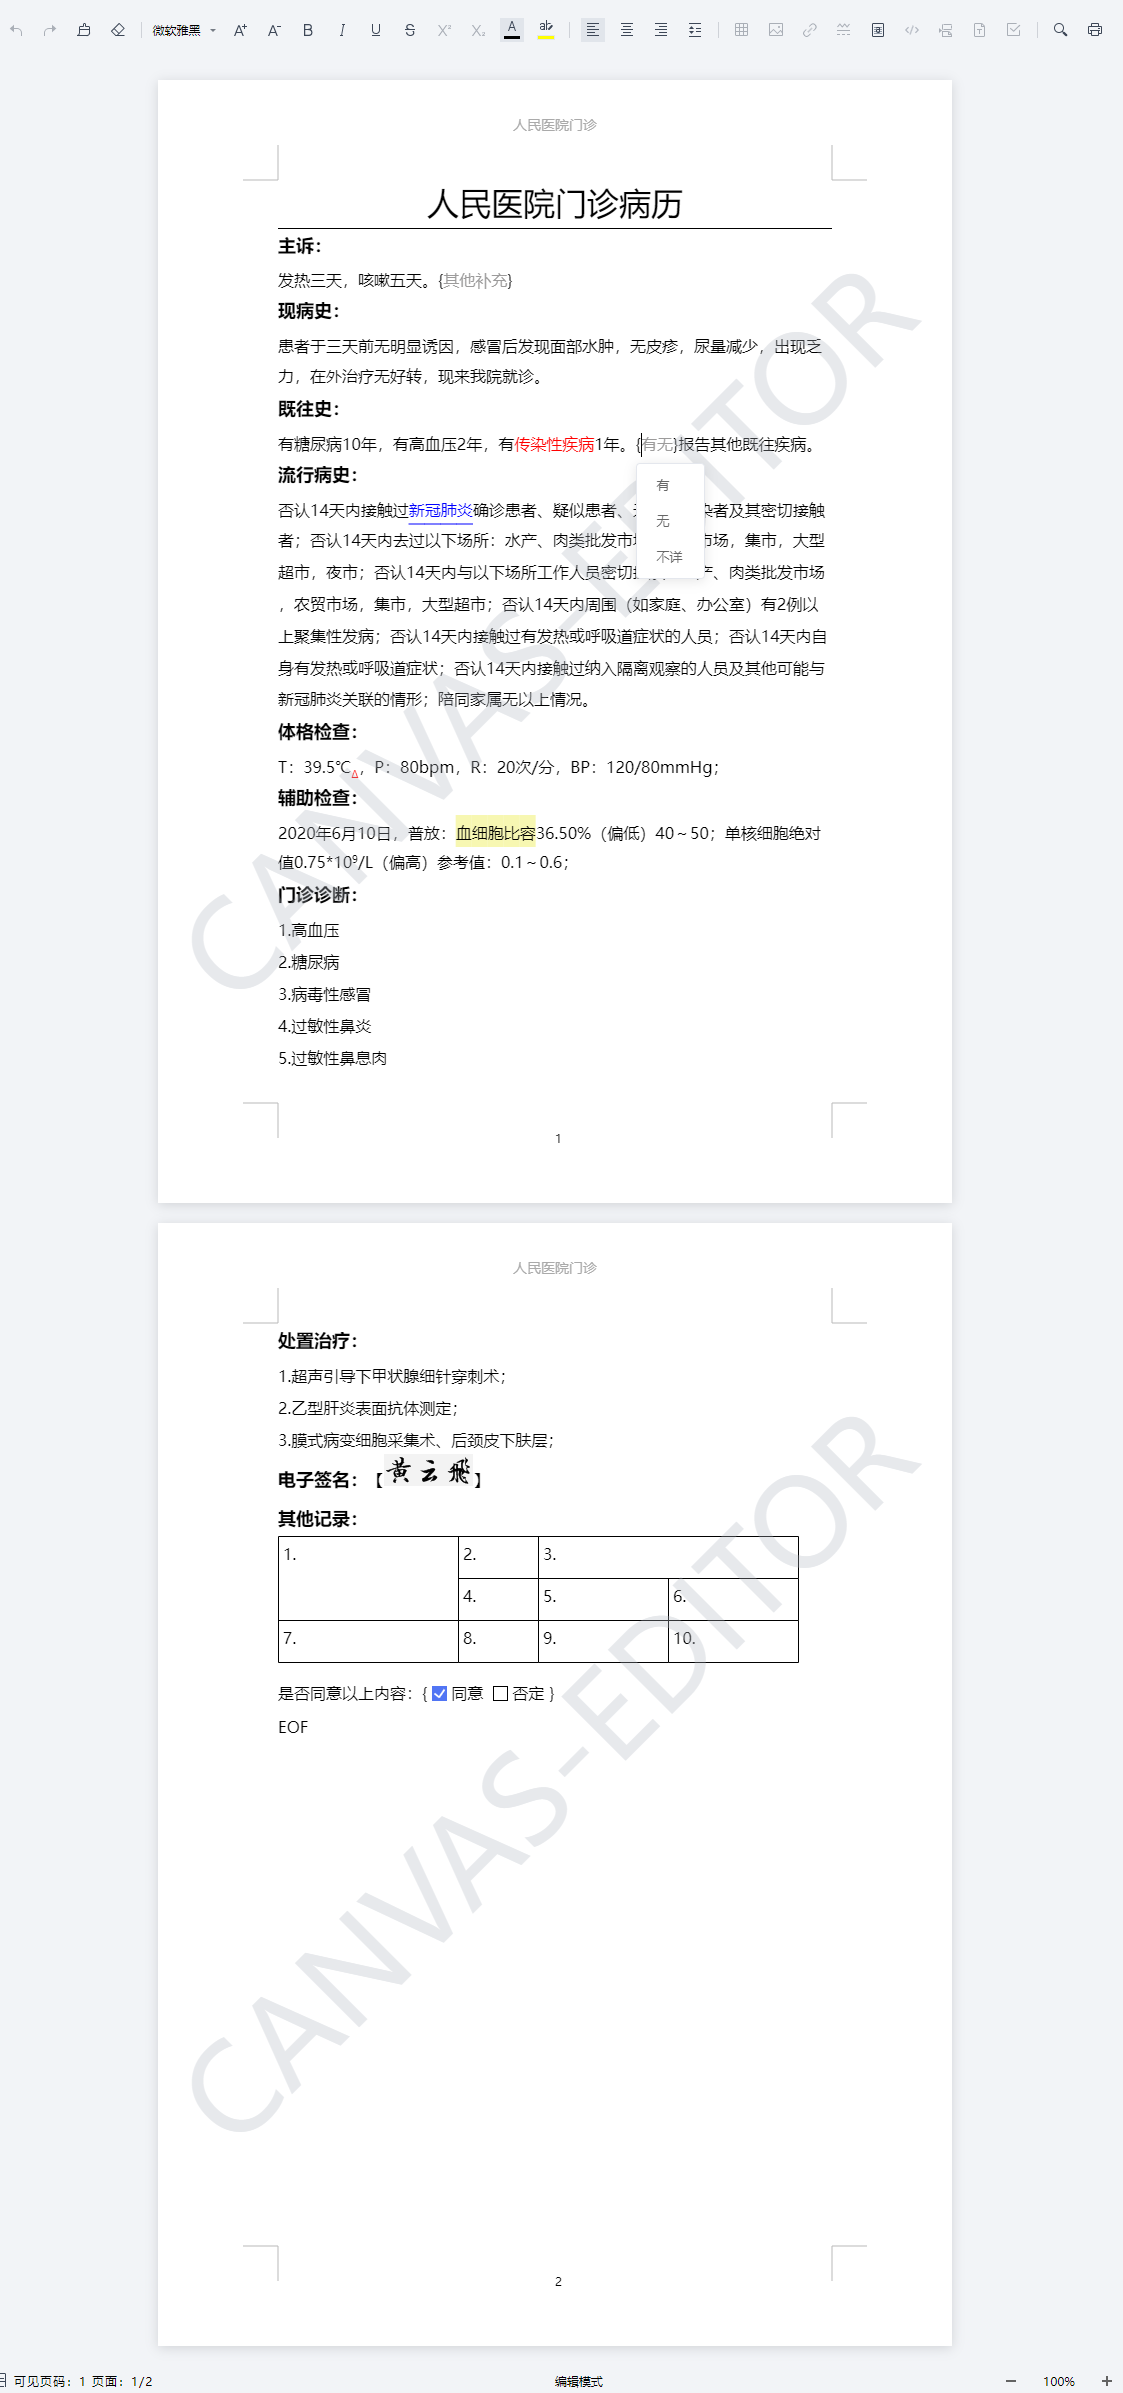 微软雅黑
人民医院门诊
人民医院门诊病历
主诉：
发热三天，咳嗽五天。{其他补充}
现病史：
患者于三天前无明显诱因，感冒后发现面部水肿，无皮疹，尿量减少，出现乏
力，在外治疗无好转，现来我院就诊。
既往史：
有糖尿病10年，有高血压2年，有传染性疾病1年。{有无}报告其他既往疾病。
有
无
不详
流行病史：
否认14天内接触过新冠肺炎确诊患者、疑似患者、 染者及其密切接触
者；否认14天内去过以下场所：水产、肉类批发市 市场，集市，大型
超市，夜市；否认14天内与以下场所工作人员密切 、肉类批发市场
，农贸市场，集市，大型超市；否认14天内周围（如家庭、办公室）有2例以
上聚集性发病；否认14天内接触过有发热或呼吸道症状的人员；否认14天内自
身有发热或呼吸道症状；否认14天内接触过纳入隔离观察的人员及其他可能与
新冠肺炎关联的情形；陪同家属无以上情况。
体格检查：
T：39.5℃Δ，P：80bpm，R：20次/分，BP：120/80mmHg；
辅助检查：
2020年6月10日，普放：血细胞比容36.50%（偏低）40～50；单核细胞绝对
值0.75*10⁹/L（偏高）参考值：0.1～0.6；
门诊诊断：
1.高血压
2.糖尿病
3.病毒性感冒
4.过敏性鼻炎
5.过敏性鼻息肉
CANVAS-EDITOR
1
人民医院门诊
处置治疗：
1.超声引导下甲状腺细针穿刺术；
2.乙型肝炎表面抗体测定；
3.膜式病变细胞采集术、后颈皮下肤层；
电子签名：【黄云飛】
其他记录：
1. 2. 3.
4. 5. 6.
7. 8. 9. 10.
是否同意以上内容：{ 同意 否定 }
EOF
CANVAS-EDITOR
2
可见页码：1 页面：1/2 编辑模式 100%